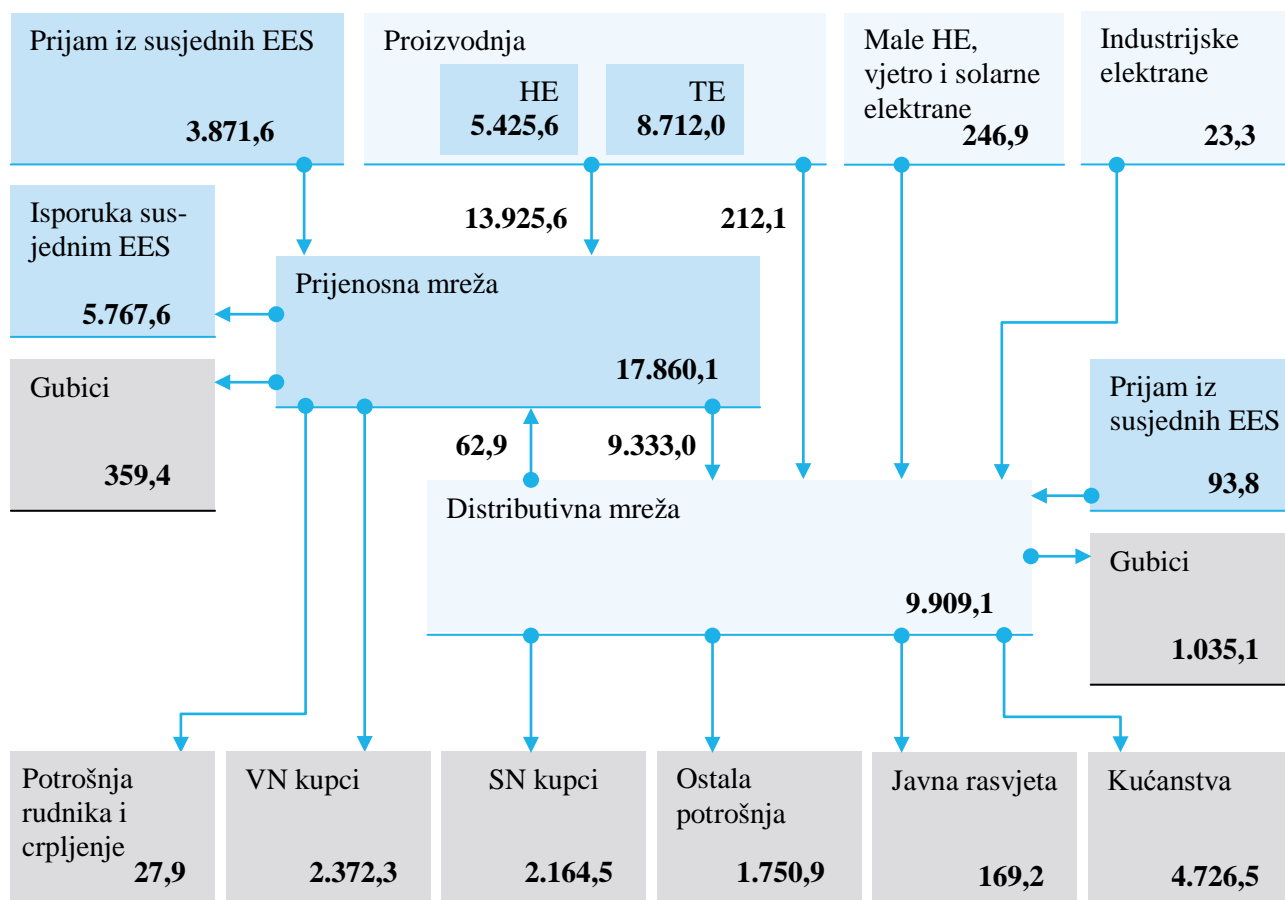 Prijam iz susjednih EES
3.871,6
Proizvodnja
HE
5.425,6
TE
8.712,0
Male HE,
vjetro i solarne
elektrane
246,9
Industrijske
elektrane
23,3
Isporuka sus-
jednim EES
5.767,6
13.925,6
212,1
Prijenosna mreža
17.860,1
Gubici
359,4
62,9
9.333,0
Prijam iz
susjednih EES
93,8
Distributivna mreža
9.909,1
Gubici
1.035,1
Potrošnja
rudnika i
crpljenje
27,9
VN kupci
2.372,3
SN kupci
2.164,5
Ostala
potrošnja
1.750,9
Javna rasvjeta
169,2
Kućanstva
4.726,5